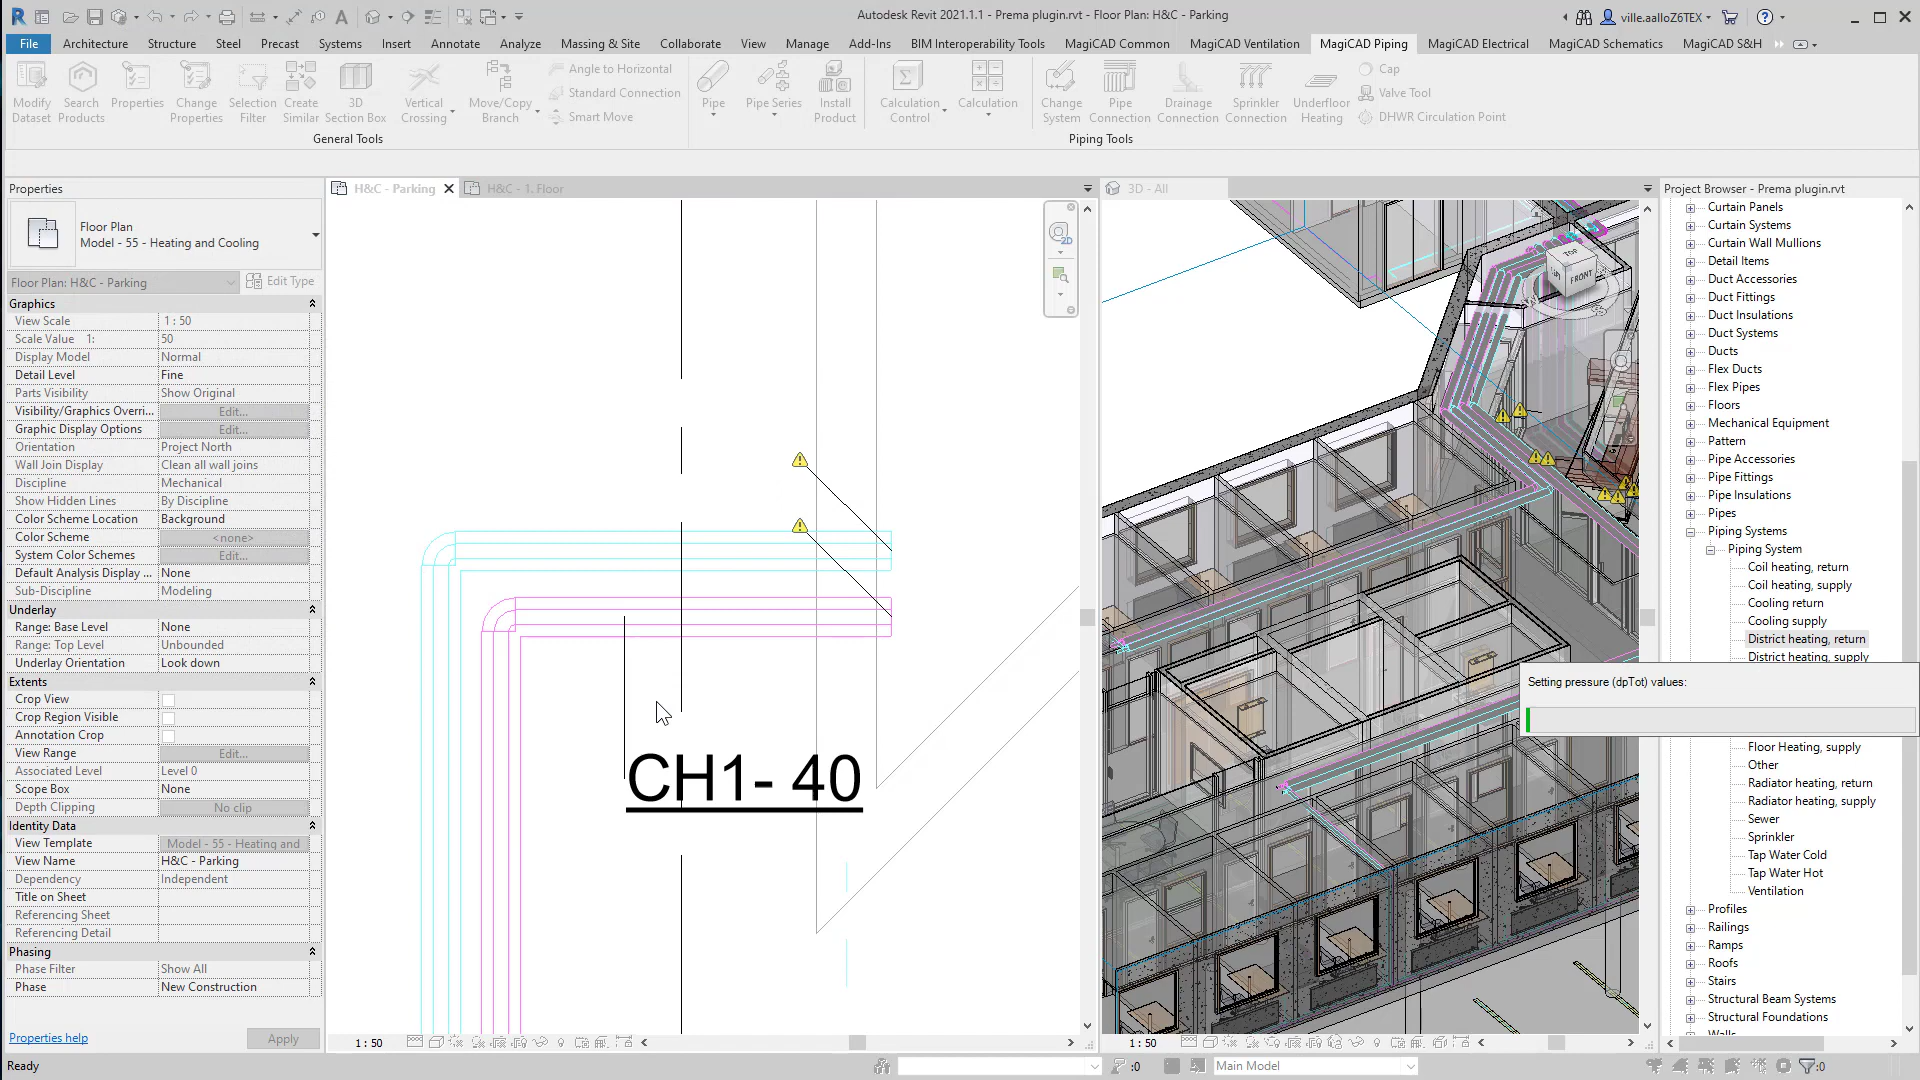 Autodesk Revit 2021.1.1 - Prema plugin.rvt - Floor Plan: H&C - Parking
ville.aalloZ6TEX
File Architecture Structure Steel Precast Systems Insert Annotate Analyze Massing & Site Collaborate View Manage Add-Ins BIM Interoperability Tools MagiCAD Common MagiCAD Ventilation MagiCAD Piping MagiCAD Electrical MagiCAD Schematics MagiCAD S&H
Modify Dataset
Search Products
Properties
Change Properties
Selection Filter
Create Similar
3D Section Box
Vertical Crossing
Move/Copy Branch
Angle to Horizontal
Standard Connection
Smart Move
Pipe
Pipe Series
Install Product
Calculation Control
Calculation
Change System
Pipe Connection
Drainage Connection
Sprinkler Connection
Underfloor Heating
Cap
Valve Tool
DHWR Circulation Point
General Tools
Piping Tools
Properties
Floor Plan
Model - 55 - Heating and Cooling
Floor Plan: H&C - Parking
Edit Type
Graphics
View Scale 1 : 50
Scale Value 1: 50
Display Model Normal
Detail Level Fine
Parts Visibility Show Original
Visibility/Graphics Overri... Edit...
Graphic Display Options Edit...
Orientation Project North
Wall Join Display Clean all wall joins
Discipline Mechanical
Show Hidden Lines By Discipline
Color Scheme Location Background
Color Scheme <none>
System Color Schemes Edit...
Default Analysis Display ... None
Sub-Discipline Modeling
Underlay
Range: Base Level None
Range: Top Level Unbounded
Underlay Orientation Look down
Extents
Crop View
Crop Region Visible
Annotation Crop
View Range Edit...
Associated Level Level 0
Scope Box None
Depth Clipping No clip
Identity Data
View Template Model - 55 - Heating and
View Name H&C - Parking
Dependency Independent
Title on Sheet
Referencing Sheet
Referencing Detail
Phasing
Phase Filter Show All
Phase New Construction
Properties help
Apply
H&C - Parking
H&C - 1. Floor
2D
CH1- 40
1 : 50
3D - All
TOP
FRONT
1 : 50
Project Browser - Prema plugin.rvt
Curtain Panels
Curtain Systems
Curtain Wall Mullions
Detail Items
Duct Accessories
Duct Fittings
Duct Insulations
Duct Systems
Ducts
Flex Ducts
Flex Pipes
Floors
Mechanical Equipment
Pattern
Pipe Accessories
Pipe Fittings
Pipe Insulations
Pipes
Piping Systems
Piping System
Coil heating, return
Coil heating, supply
Cooling return
Cooling supply
District heating, return
District heating, supply
Setting pressure (dpTot) values:
Floor Heating, supply
Other
Radiator heating, return
Radiator heating, supply
Sewer
Sprinkler
Tap Water Cold
Tap Water Hot
Ventilation
Profiles
Railings
Ramps
Roofs
Stairs
Structural Beam Systems
Structural Foundations
Walls
Ready
:0
Main Model
:0